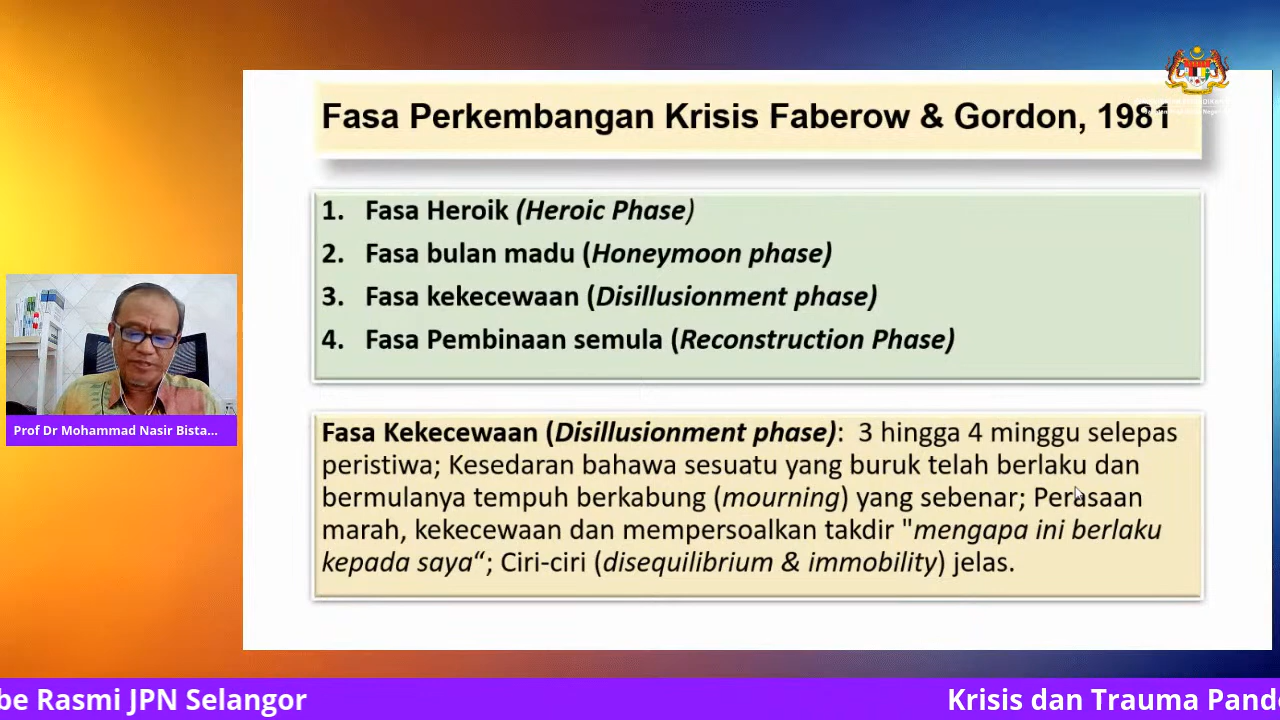 Fasa Perkembangan Krisis Faberow & Gordon, 1981
1. Fasa Heroik (Heroic Phase)
2. Fasa bulan madu (Honeymoon phase)
3. Fasa kekecewaan (Disillusionment phase)
4. Fasa Pembinaan semula (Reconstruction Phase)
Fasa Kekecewaan (Disillusionment phase): 3 hingga 4 minggu selepas
peristiwa; Kesedaran bahawa sesuatu yang buruk telah berlaku dan
bermulanya tempuh berkabung (mourning) yang sebenar; Perasaan
marah, kekecewaan dan mempersoalkan takdir "mengapa ini berlaku
kepada saya“; Ciri-ciri (disequilibrium & immobility) jelas.
Prof Dr Mohammad Nasir Bista...
be Rasmi JPN Selangor
Krisis dan Trauma Pand